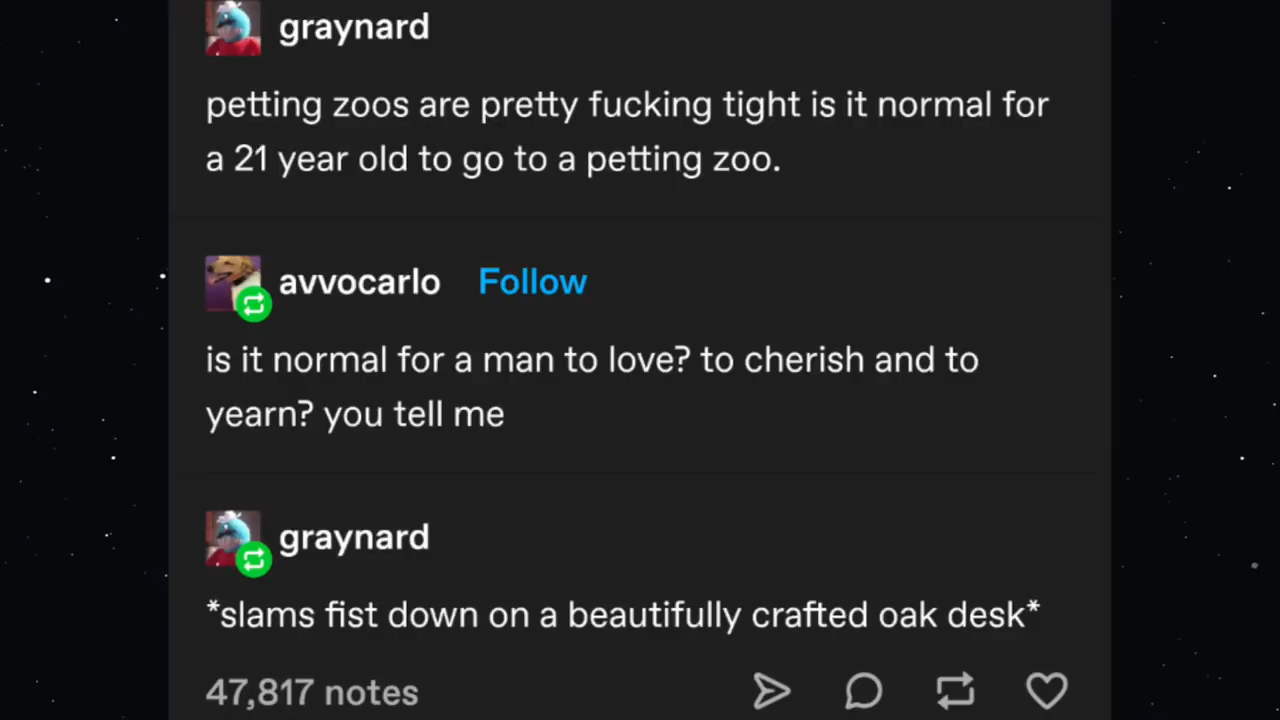 graynard
petting zoos are pretty fucking tight is it normal for
a 21 year old to go to a petting zoo.
avvocarlo Follow
is it normal for a man to love? to cherish and to
yearn? you tell me
graynard
*slams fist down on a beautifully crafted oak desk*
47,817 notes